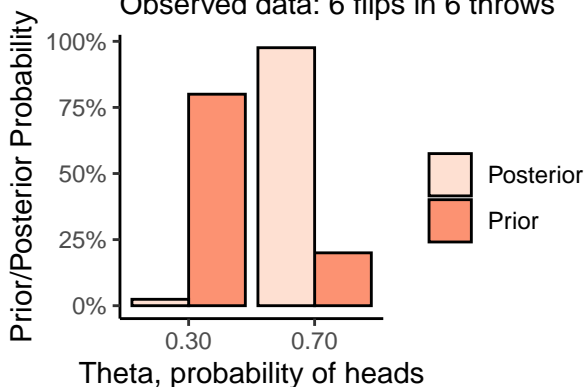 Observed data: 6 flips in 6 throws
Prior/Posterior Probability
100%
75%
50%
25%
0%
0.30 0.70
Theta, probability of heads
Posterior
Prior